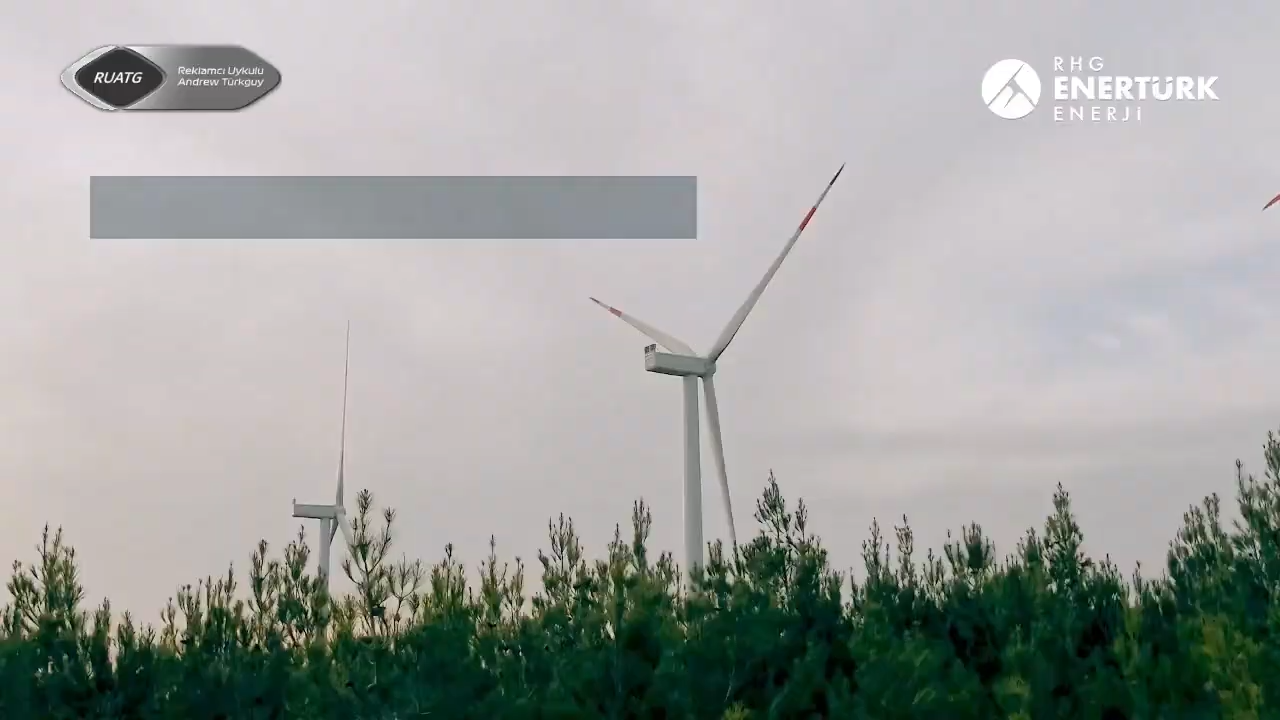 RUATG
Reklamcı Uykulu
Andrew Türkguy
RHG
ENERTÜRK
ENERJİ